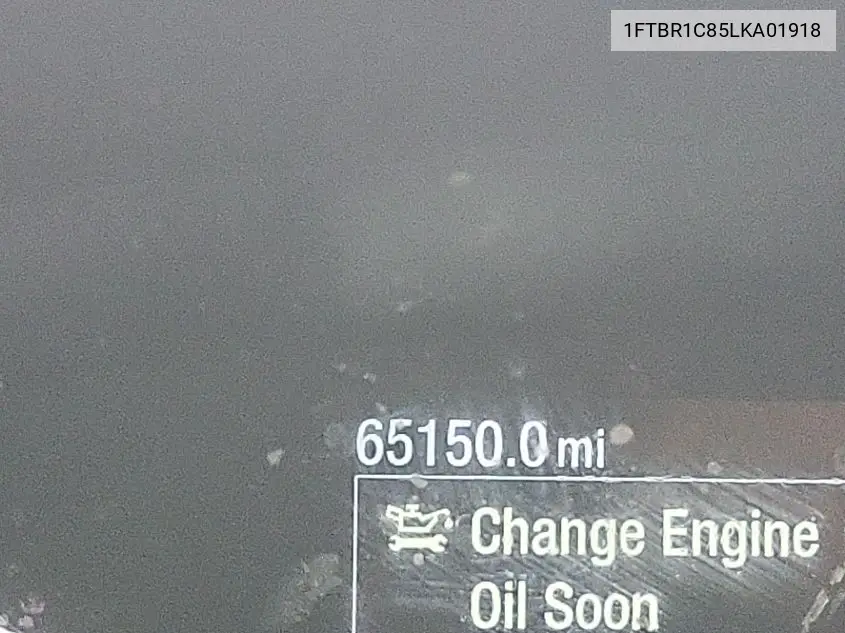 1FTBR1C85LKA01918
65150.0 mi
Change Engine
Oil Soon